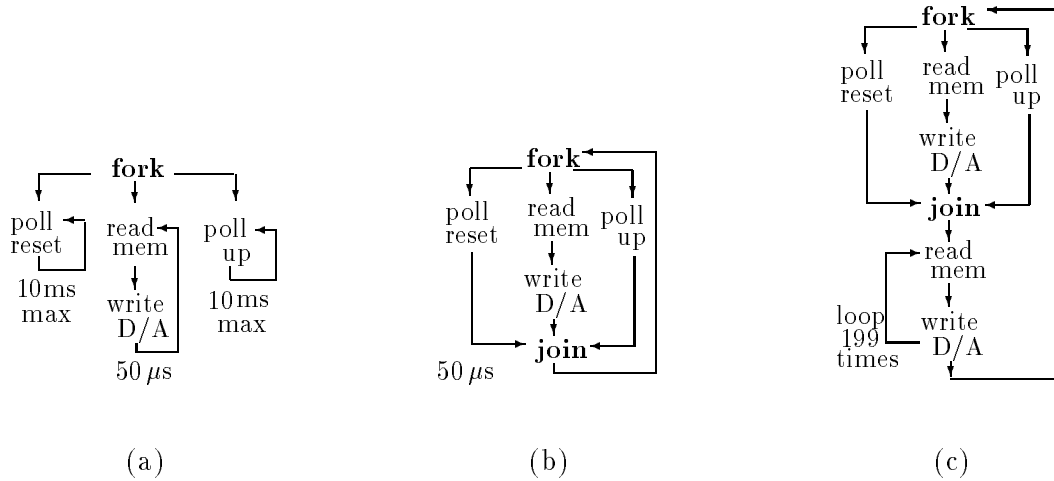 fork
poll
reset
10ms
max
read
mem
write
D/A
50 μs
poll
up
10ms
max
(a)
fork
poll
reset
read
mem
write
D/A
poll
up
join
50 μs
(b)
fork
poll
reset
read
mem
write
D/A
poll
up
join
read
mem
write
D/A
loop
199
times
(c)